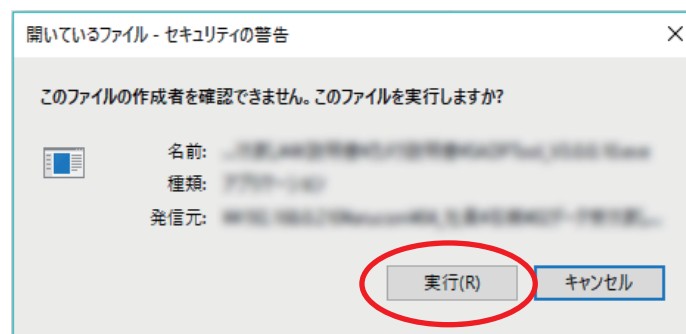 開いているファイル - セキュリティの警告
このファイルの作成者を確認できません。このファイルを実行しますか?
名前:
種類:
発信元:
実行(R)
キャンセル